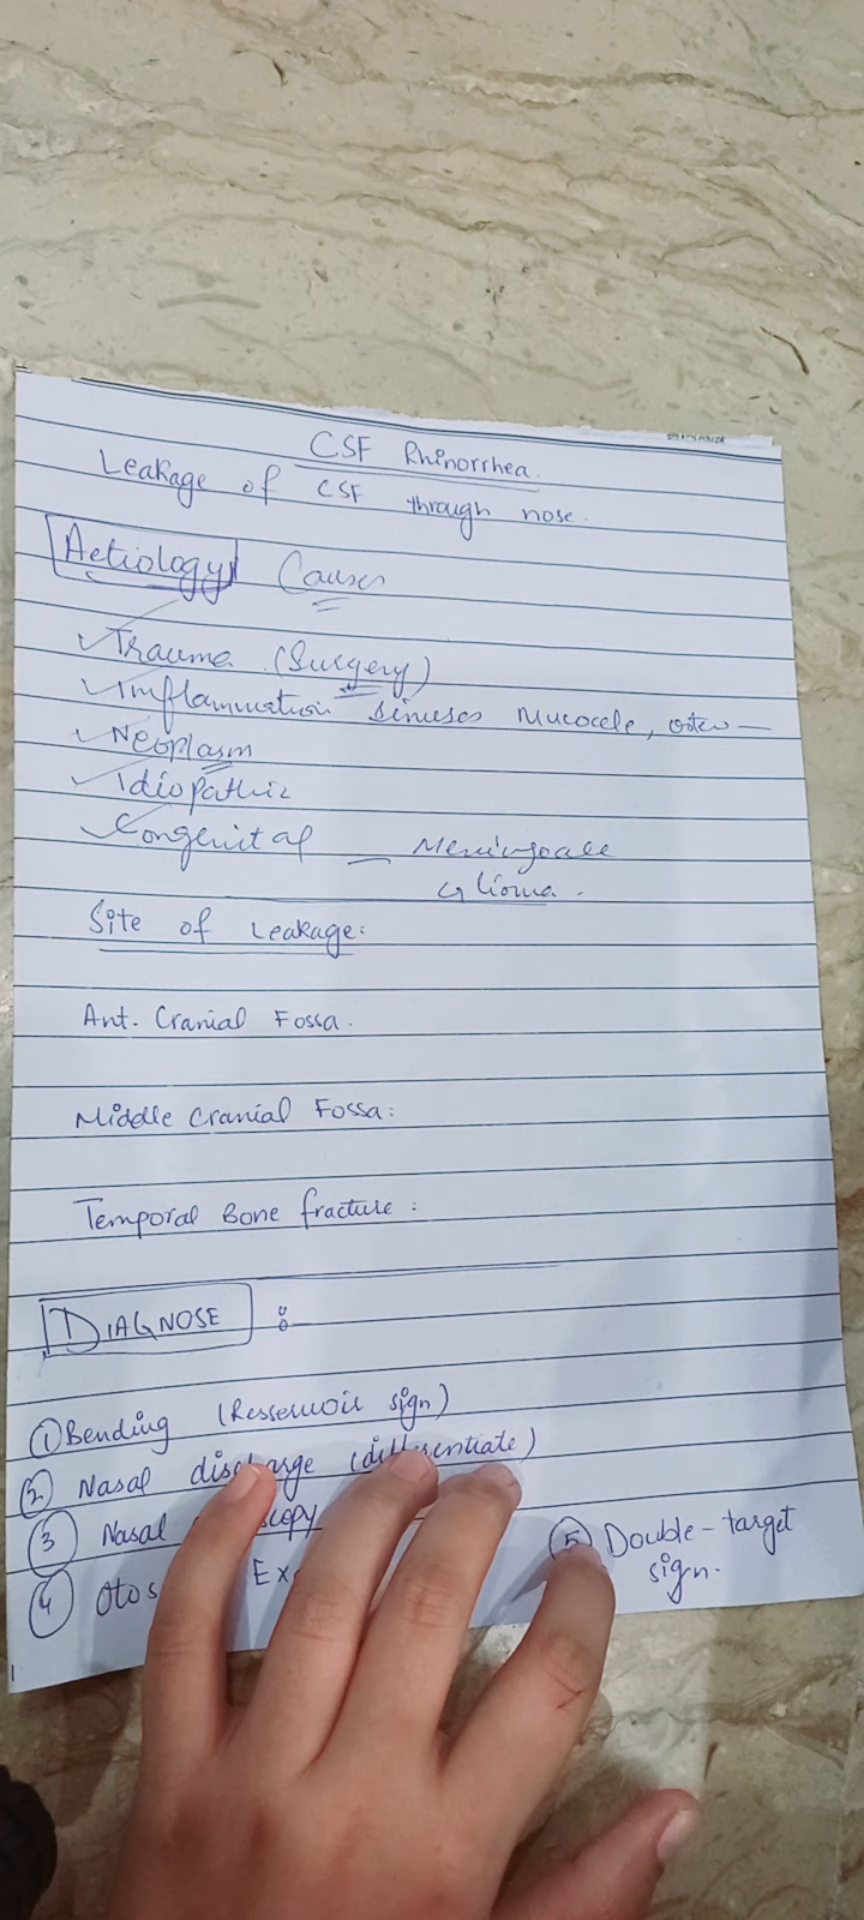 CSF Rhinorrhea.
Leakage of CSF through nose.
Aetiology Causes
Trauma (Surgery)
Inflammation sinuses Mucocele, osteo —
Neoplasm
Idiopathic
Congenital — Meningocele
Glioma.
Site of Leakage:
Ant. Cranial Fossa.
Middle Cranial Fossa:
Temporal Bone fracture:
DIAGNOSE :
① Bending (Resservoir sign)
② Nasal discharge (differentiate)
③ Nasal
④
⑤ Double-target
sign.